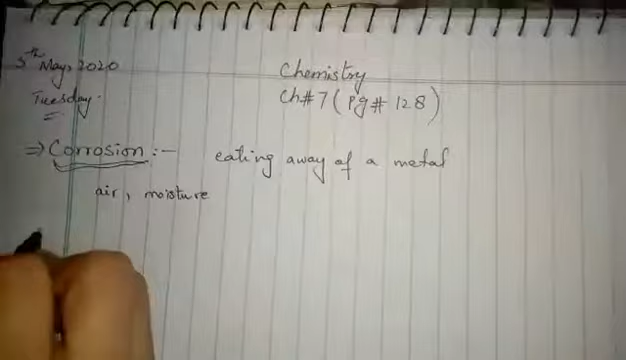 5th May, 2020
Chemistry
Tuesday.
Ch#7 (Pg# 128)
⇒ Corrosion :- eating away of a metal
air, moisture